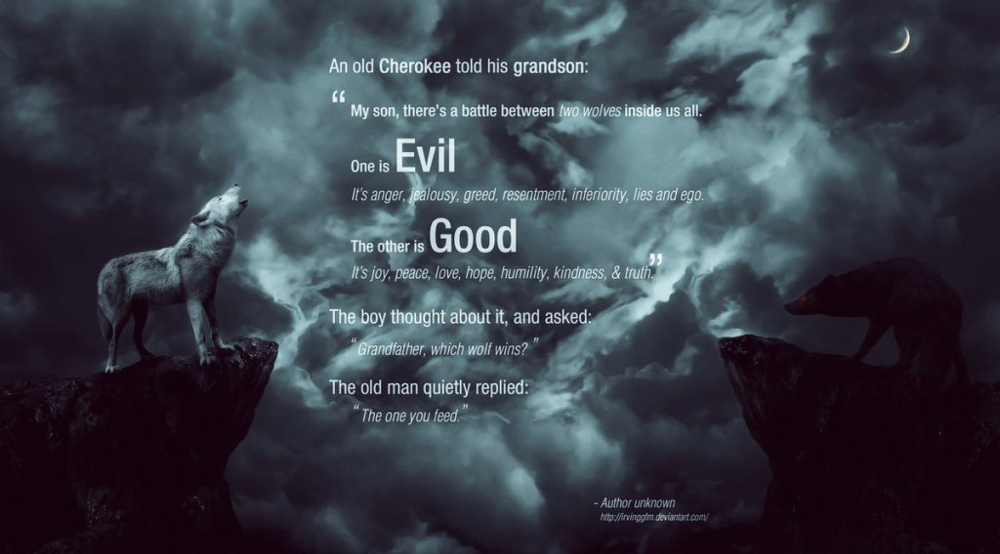 An old Cherokee told his grandson:
“ My son, there's a battle between two wolves inside us all.
One is Evil
It's anger, jealousy, greed, resentment, inferiority, lies and ego.
The other is Good
It's joy, peace, love, hope, humility, kindness, & truth.”
The boy thought about it, and asked:
“ Grandfather, which wolf wins? ”
The old man quietly replied:
“ The one you feed.”
- Author unknown
http://irvinggfm.deviantart.com/